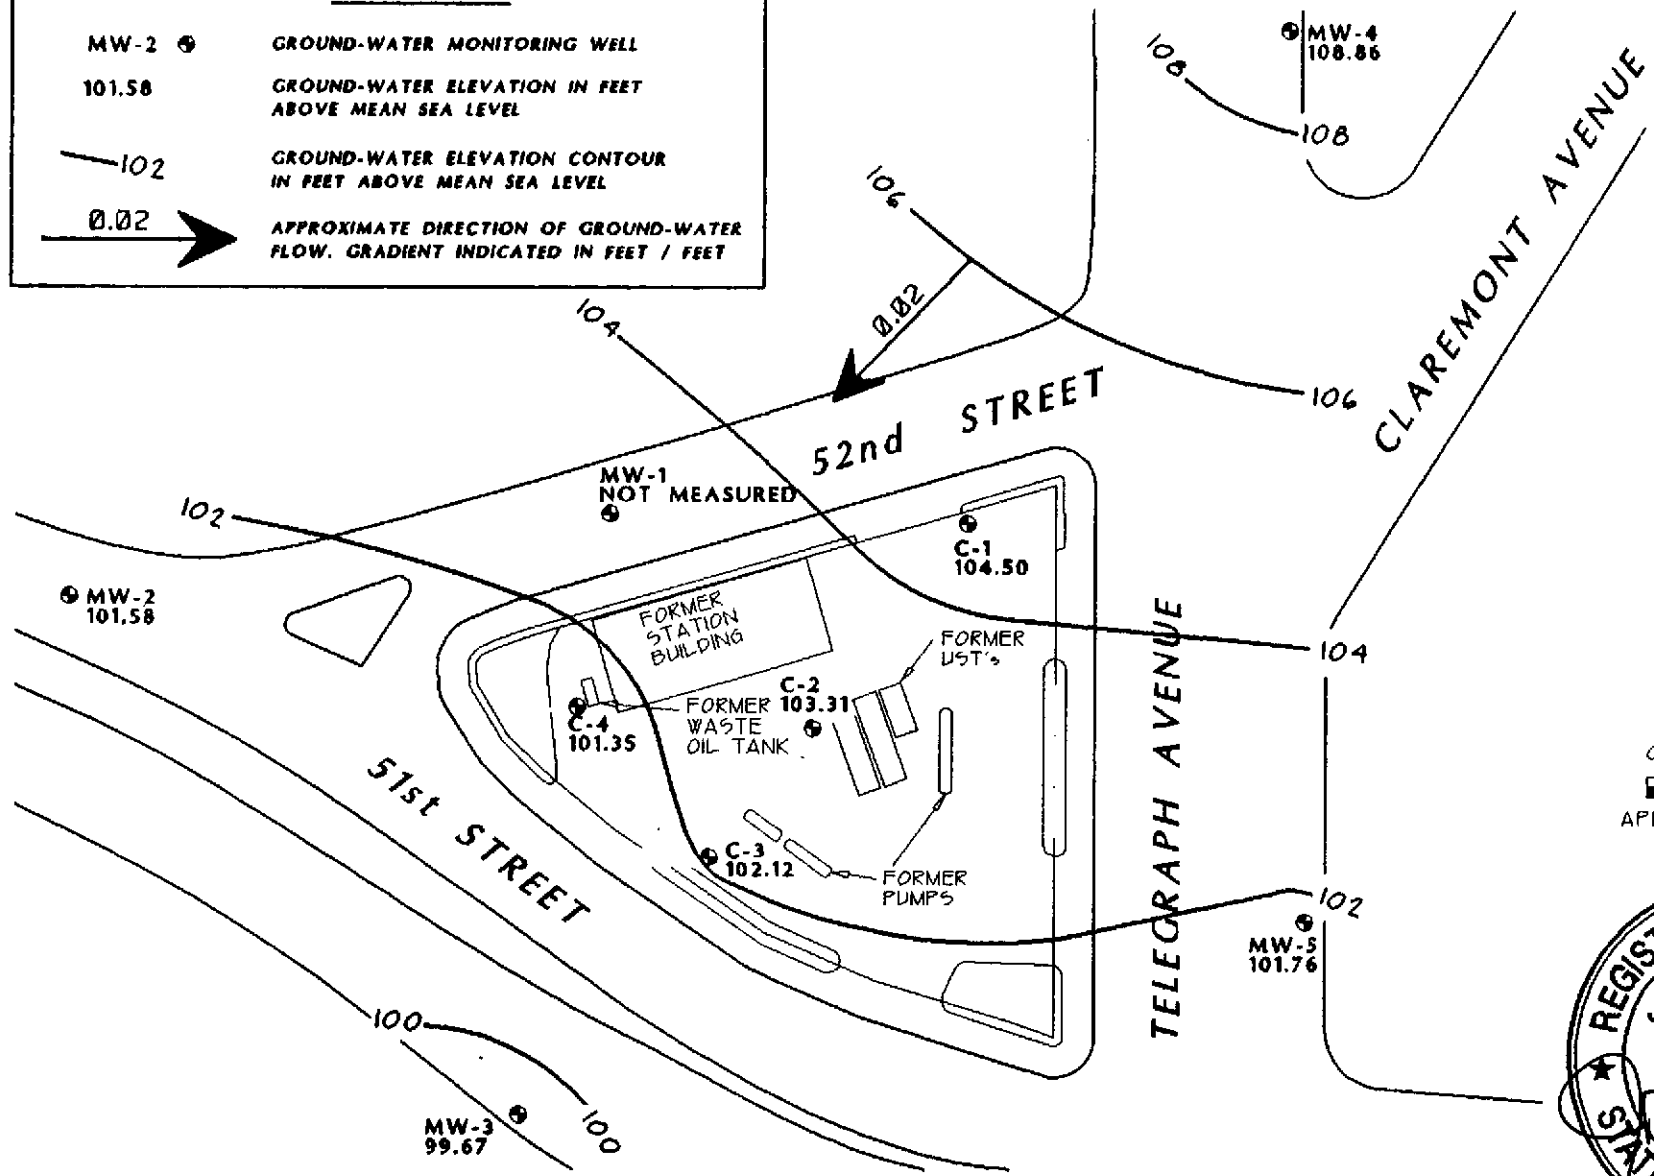 MW-2
GROUND-WATER MONITORING WELL
101.58
GROUND-WATER ELEVATION IN FEET
ABOVE MEAN SEA LEVEL
102
GROUND-WATER ELEVATION CONTOUR
IN FEET ABOVE MEAN SEA LEVEL
0.02
APPROXIMATE DIRECTION OF GROUND-WATER
FLOW. GRADIENT INDICATED IN FEET / FEET
MW-4
108.86
108
108
CLAREMONT AVENUE
106
0.02
104
106
52nd STREET
MW-1
NOT MEASURED
102
C-1
104.50
MW-2
101.58
FORMER
STATION
BUILDING
FORMER
UST's
104
C-2
103.31
FORMER
WASTE
OIL TANK
C-4
101.35
TELEGRAPH AVENUE
51st STREET
C-3
102.12
FORMER
PUMPS
102
MW-5
101.76
100
100
MW-3
99.67